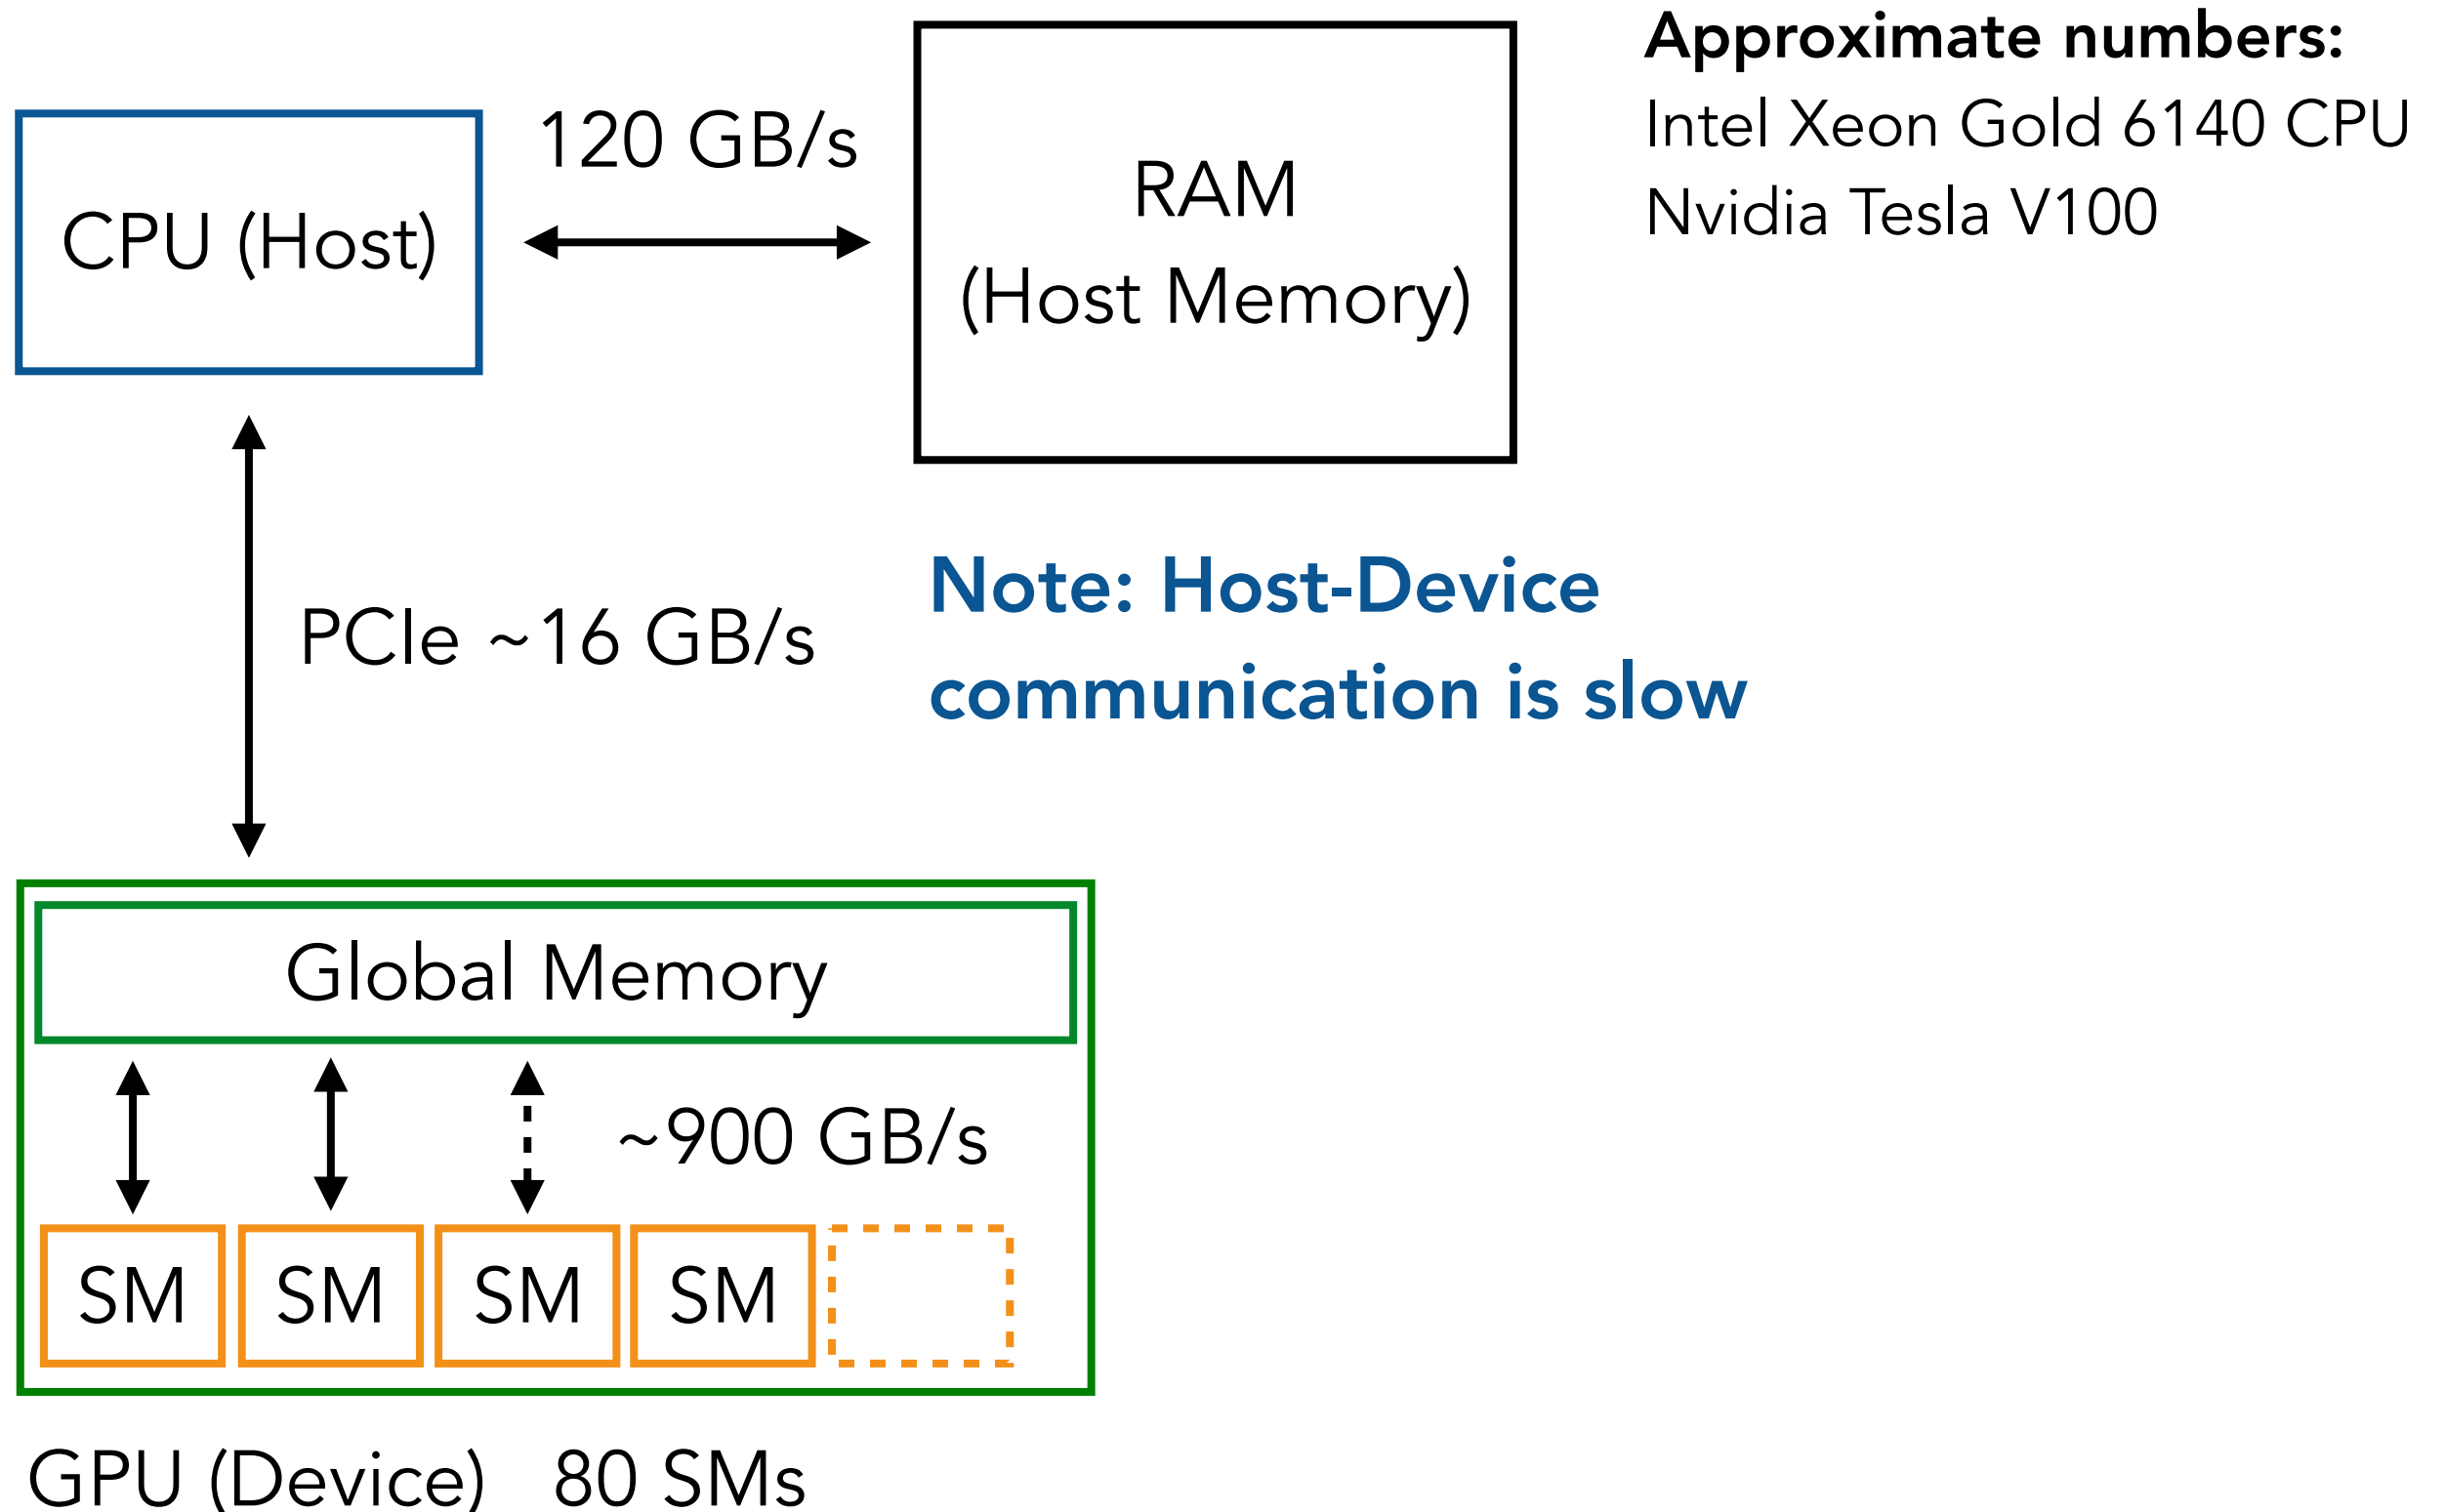 Approximate numbers:
Intel Xeon Gold 6140 CPU
Nvidia Tesla V100
CPU (Host)
120 GB/s
RAM
(Host Memory)
PCIe ~16 GB/s
Note: Host-Device
communication is slow
Global Memory
~900 GB/s
SM SM SM SM
GPU (Device) 80 SMs